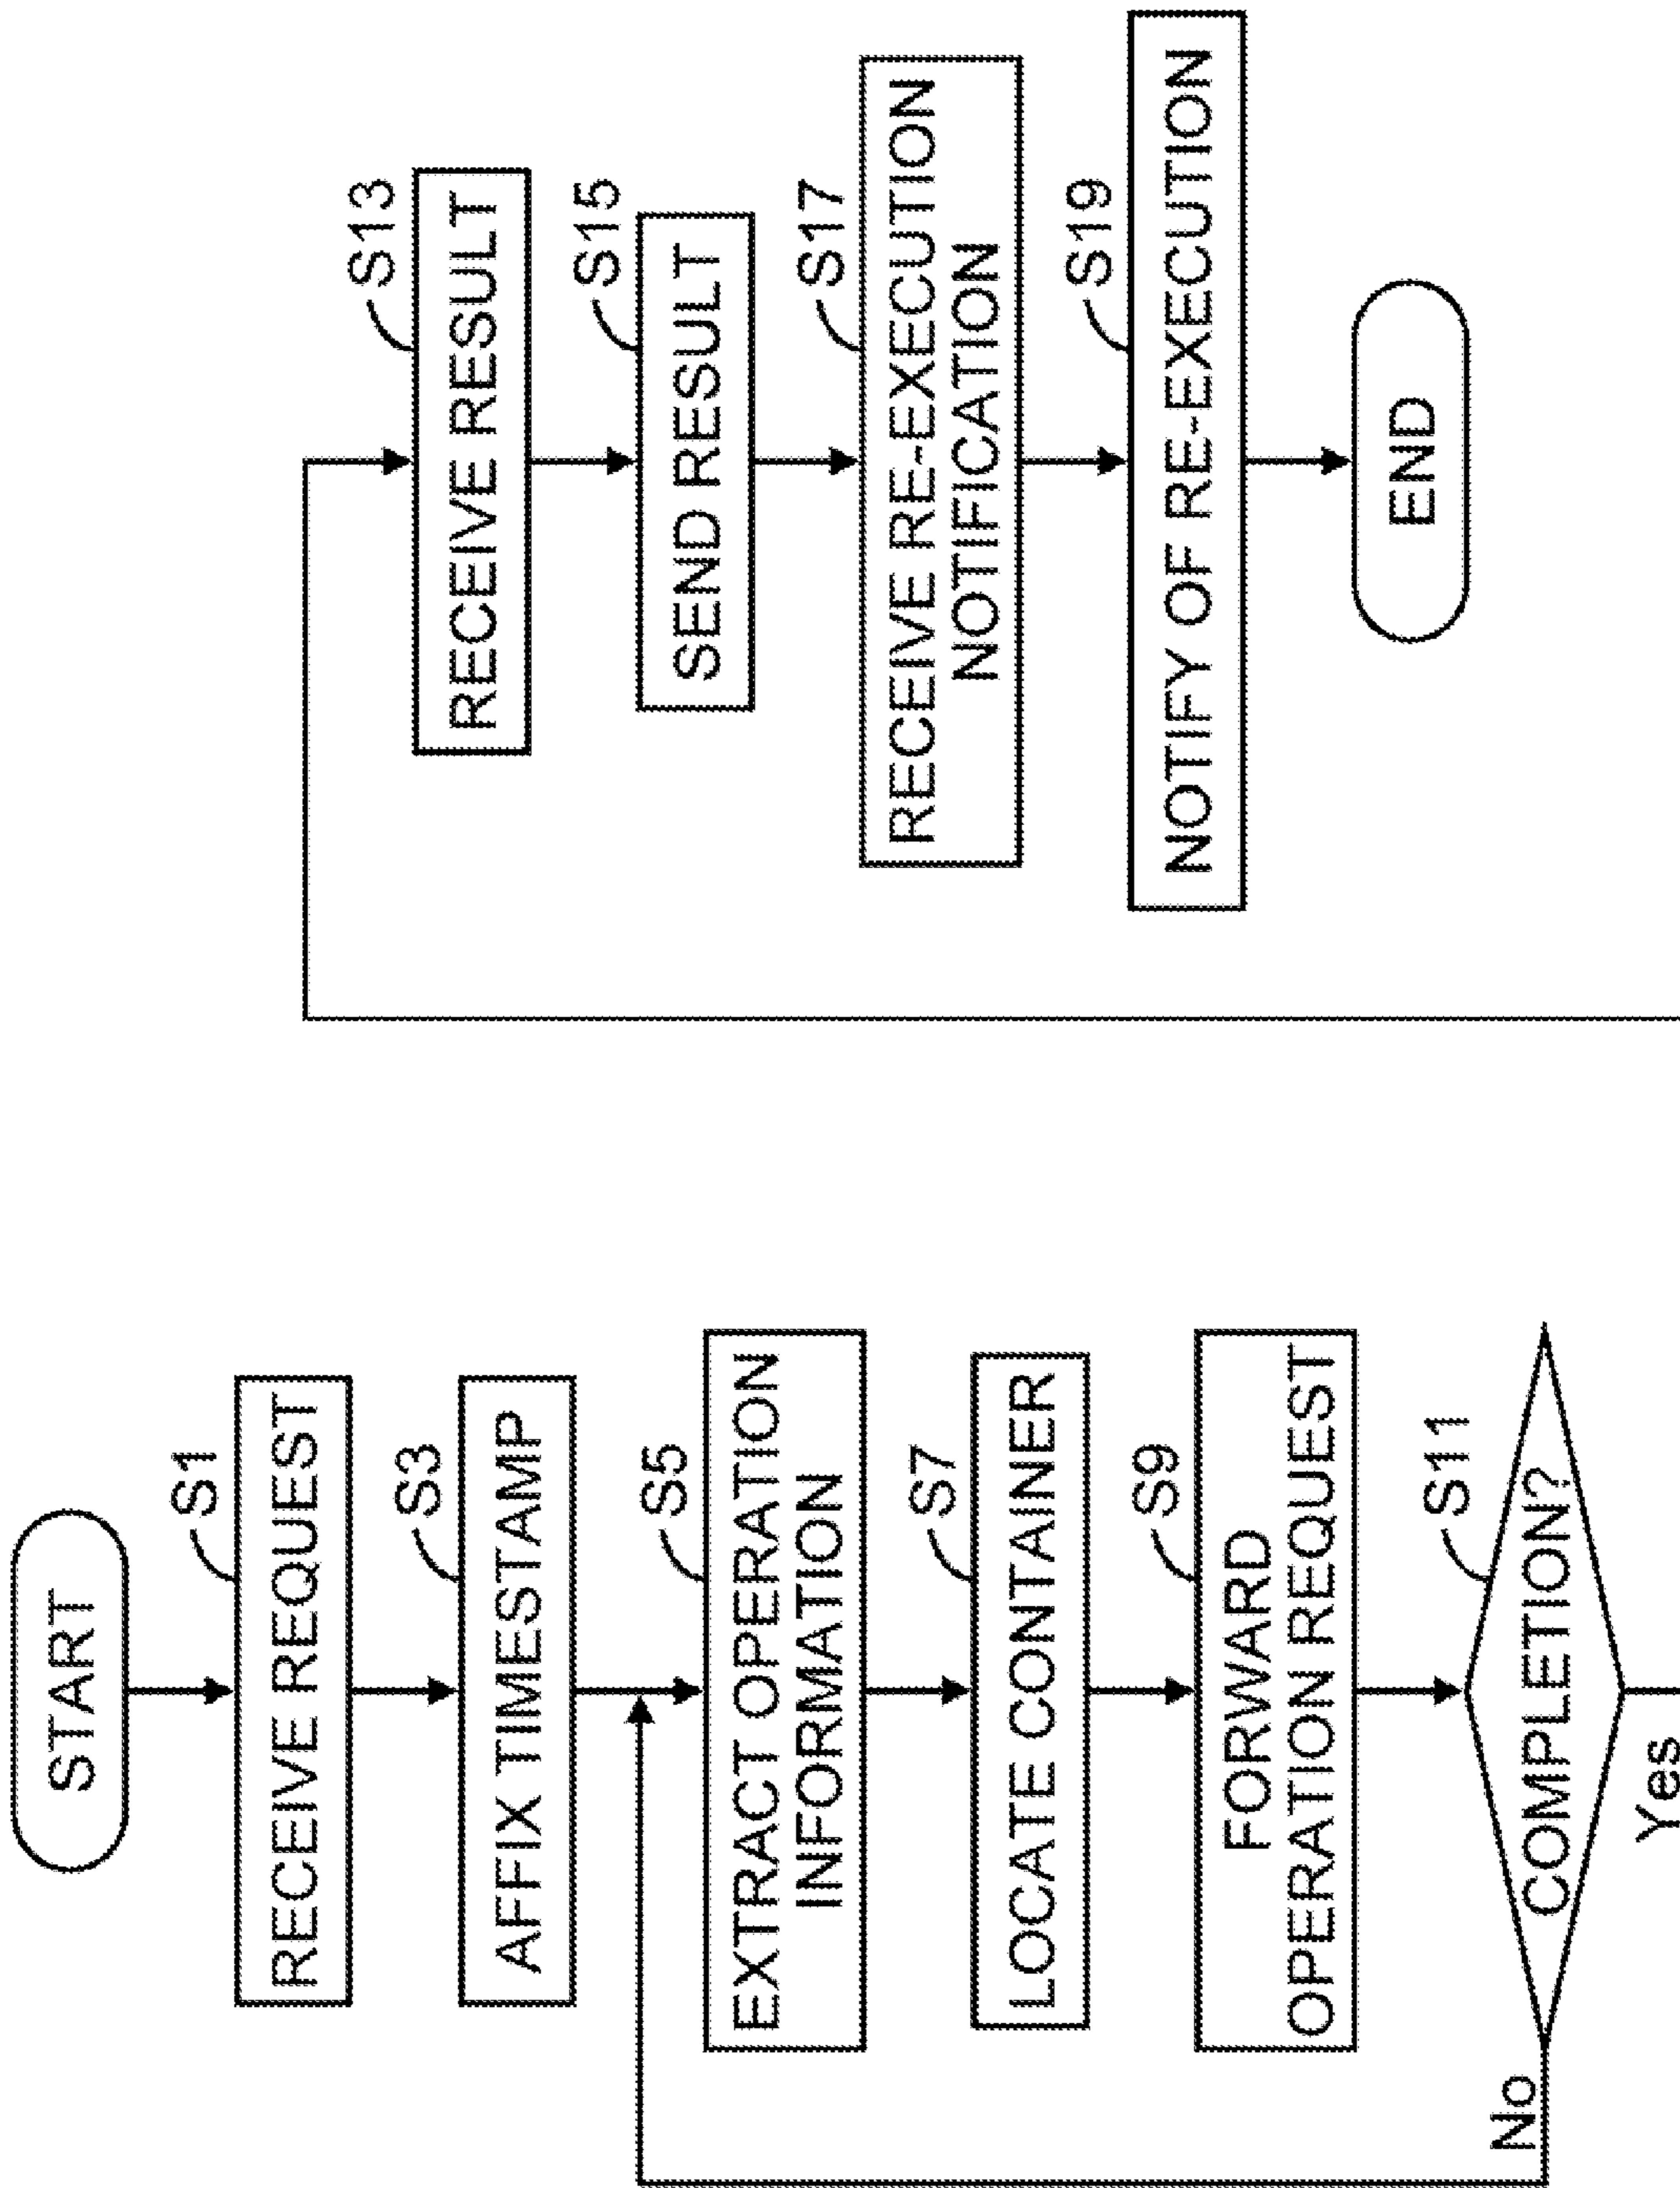 START
S1
RECEIVE REQUEST
S3
AFFIX TIMESTAMP
S5
EXTRACT OPERATION
INFORMATION
S7
LOCATE CONTAINER
S9
FORWARD
OPERATION REQUEST
S11
COMPLETION?
No
Yes
S13
RECEIVE RESULT
S15
SEND RESULT
S17
RECEIVE RE-EXECUTION
NOTIFICATION
S19
NOTIFY OF RE-EXECUTION
END